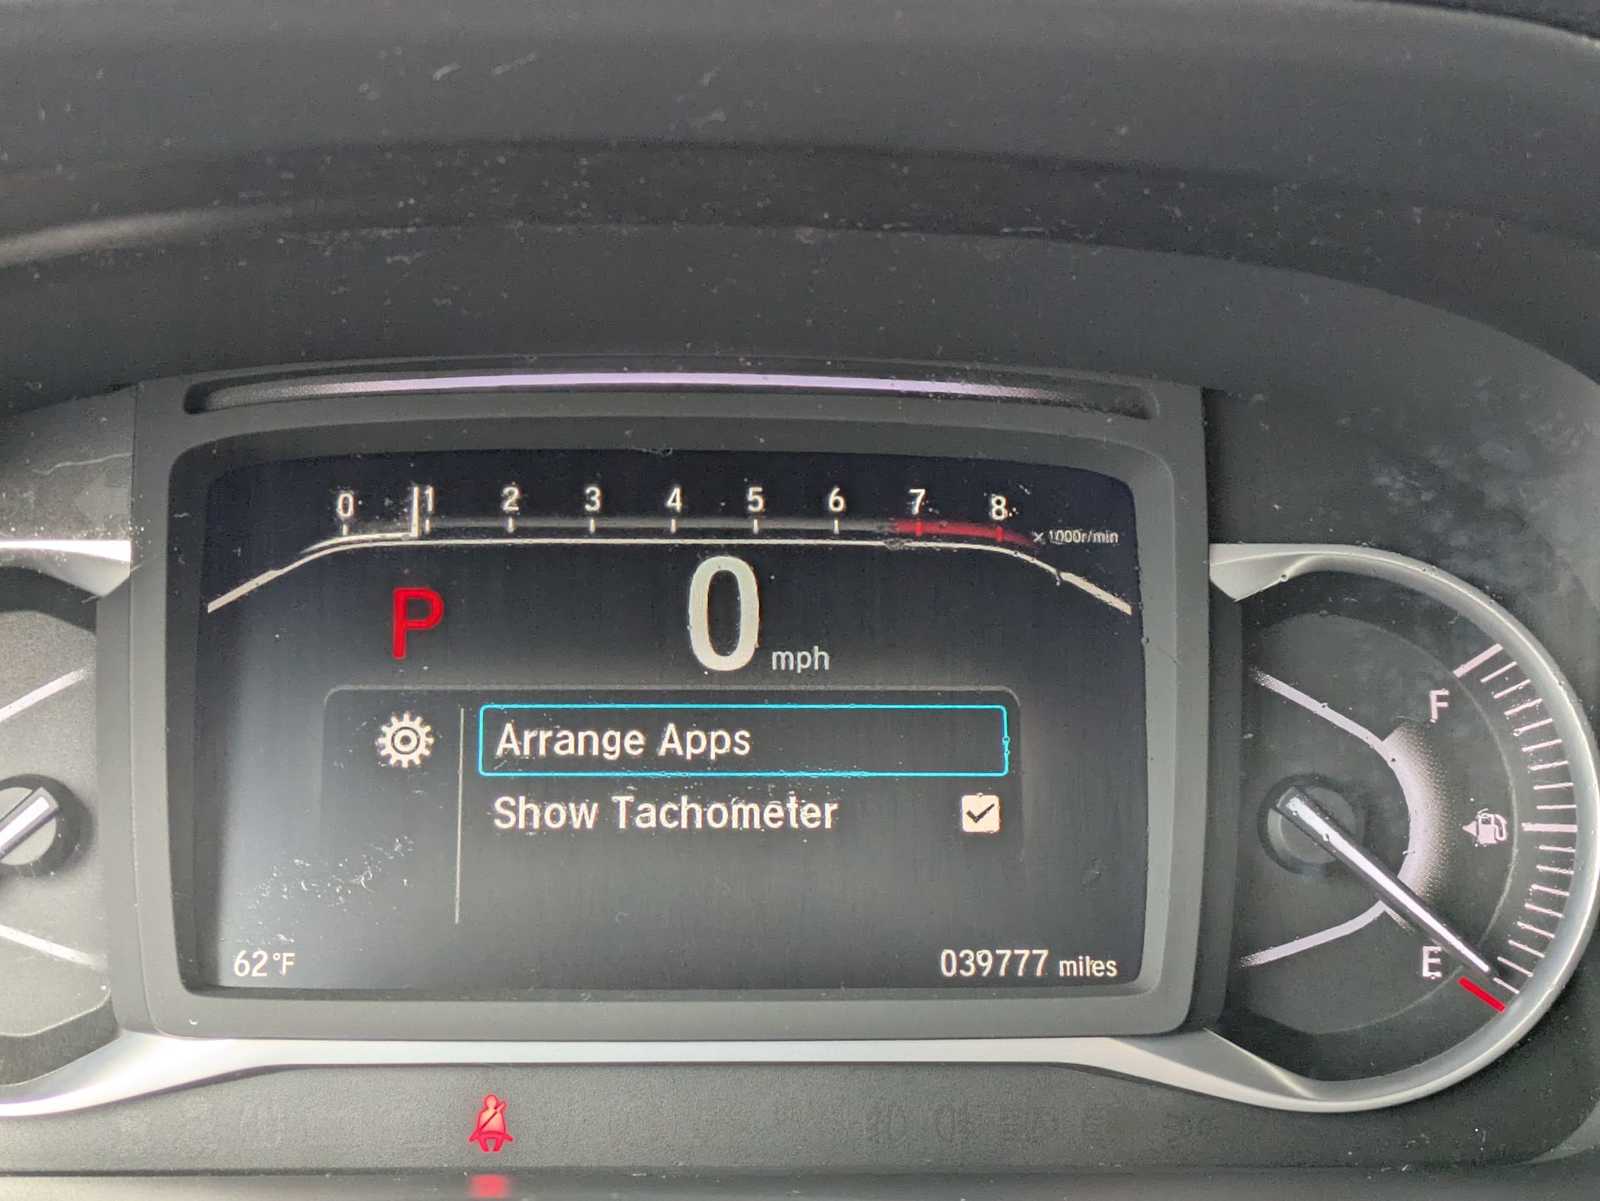 0 1 2 3 4 5 6 7 8
x 1000r/min
P 0 mph
Arrange Apps
Show Tachometer
62°F 039777 miles
F
E